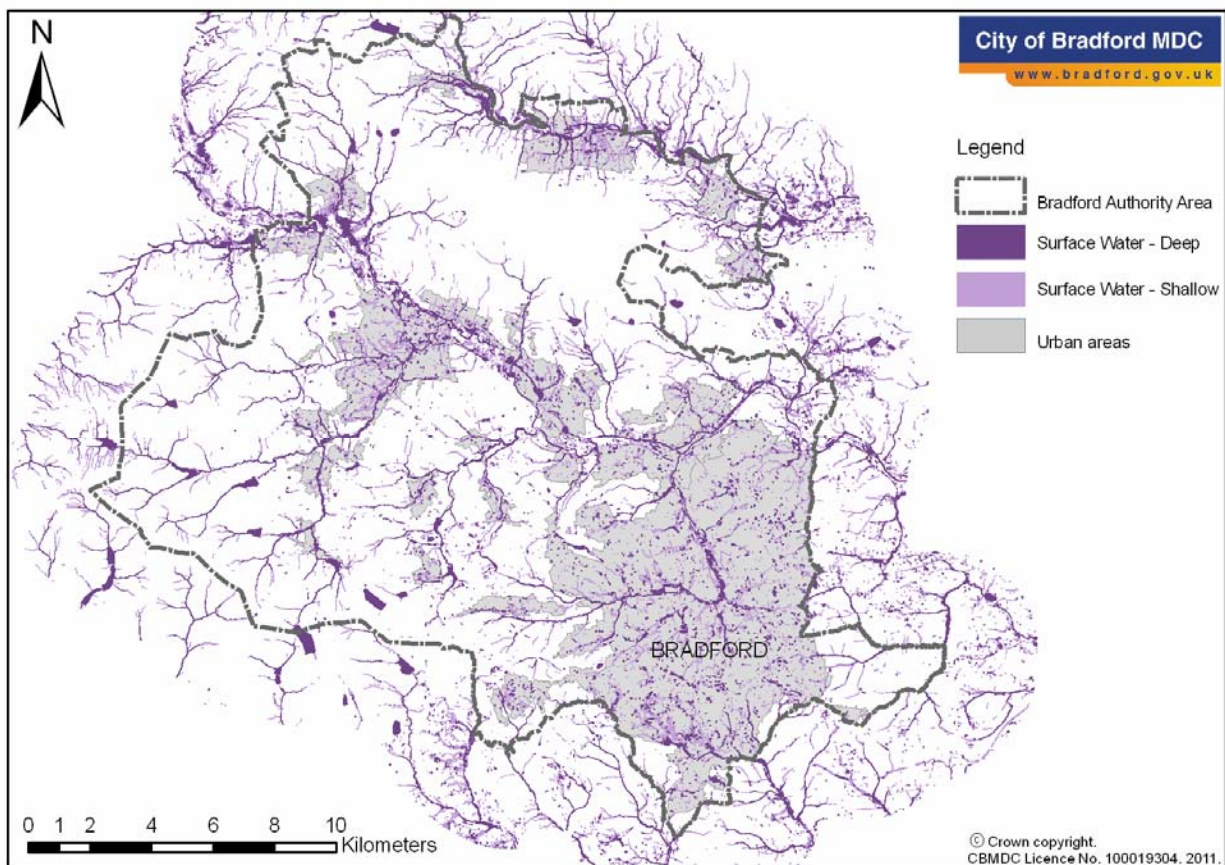 N
City of Bradford MDC
www.bradford.gov.uk
Legend
Bradford Authority Area
Surface Water - Deep
Surface Water - Shallow
Urban areas
BRADFORD
0 1 2 4 6 8 10
Kilometers
© Crown copyright.
CBMDC Licence No. 100019304. 2011.